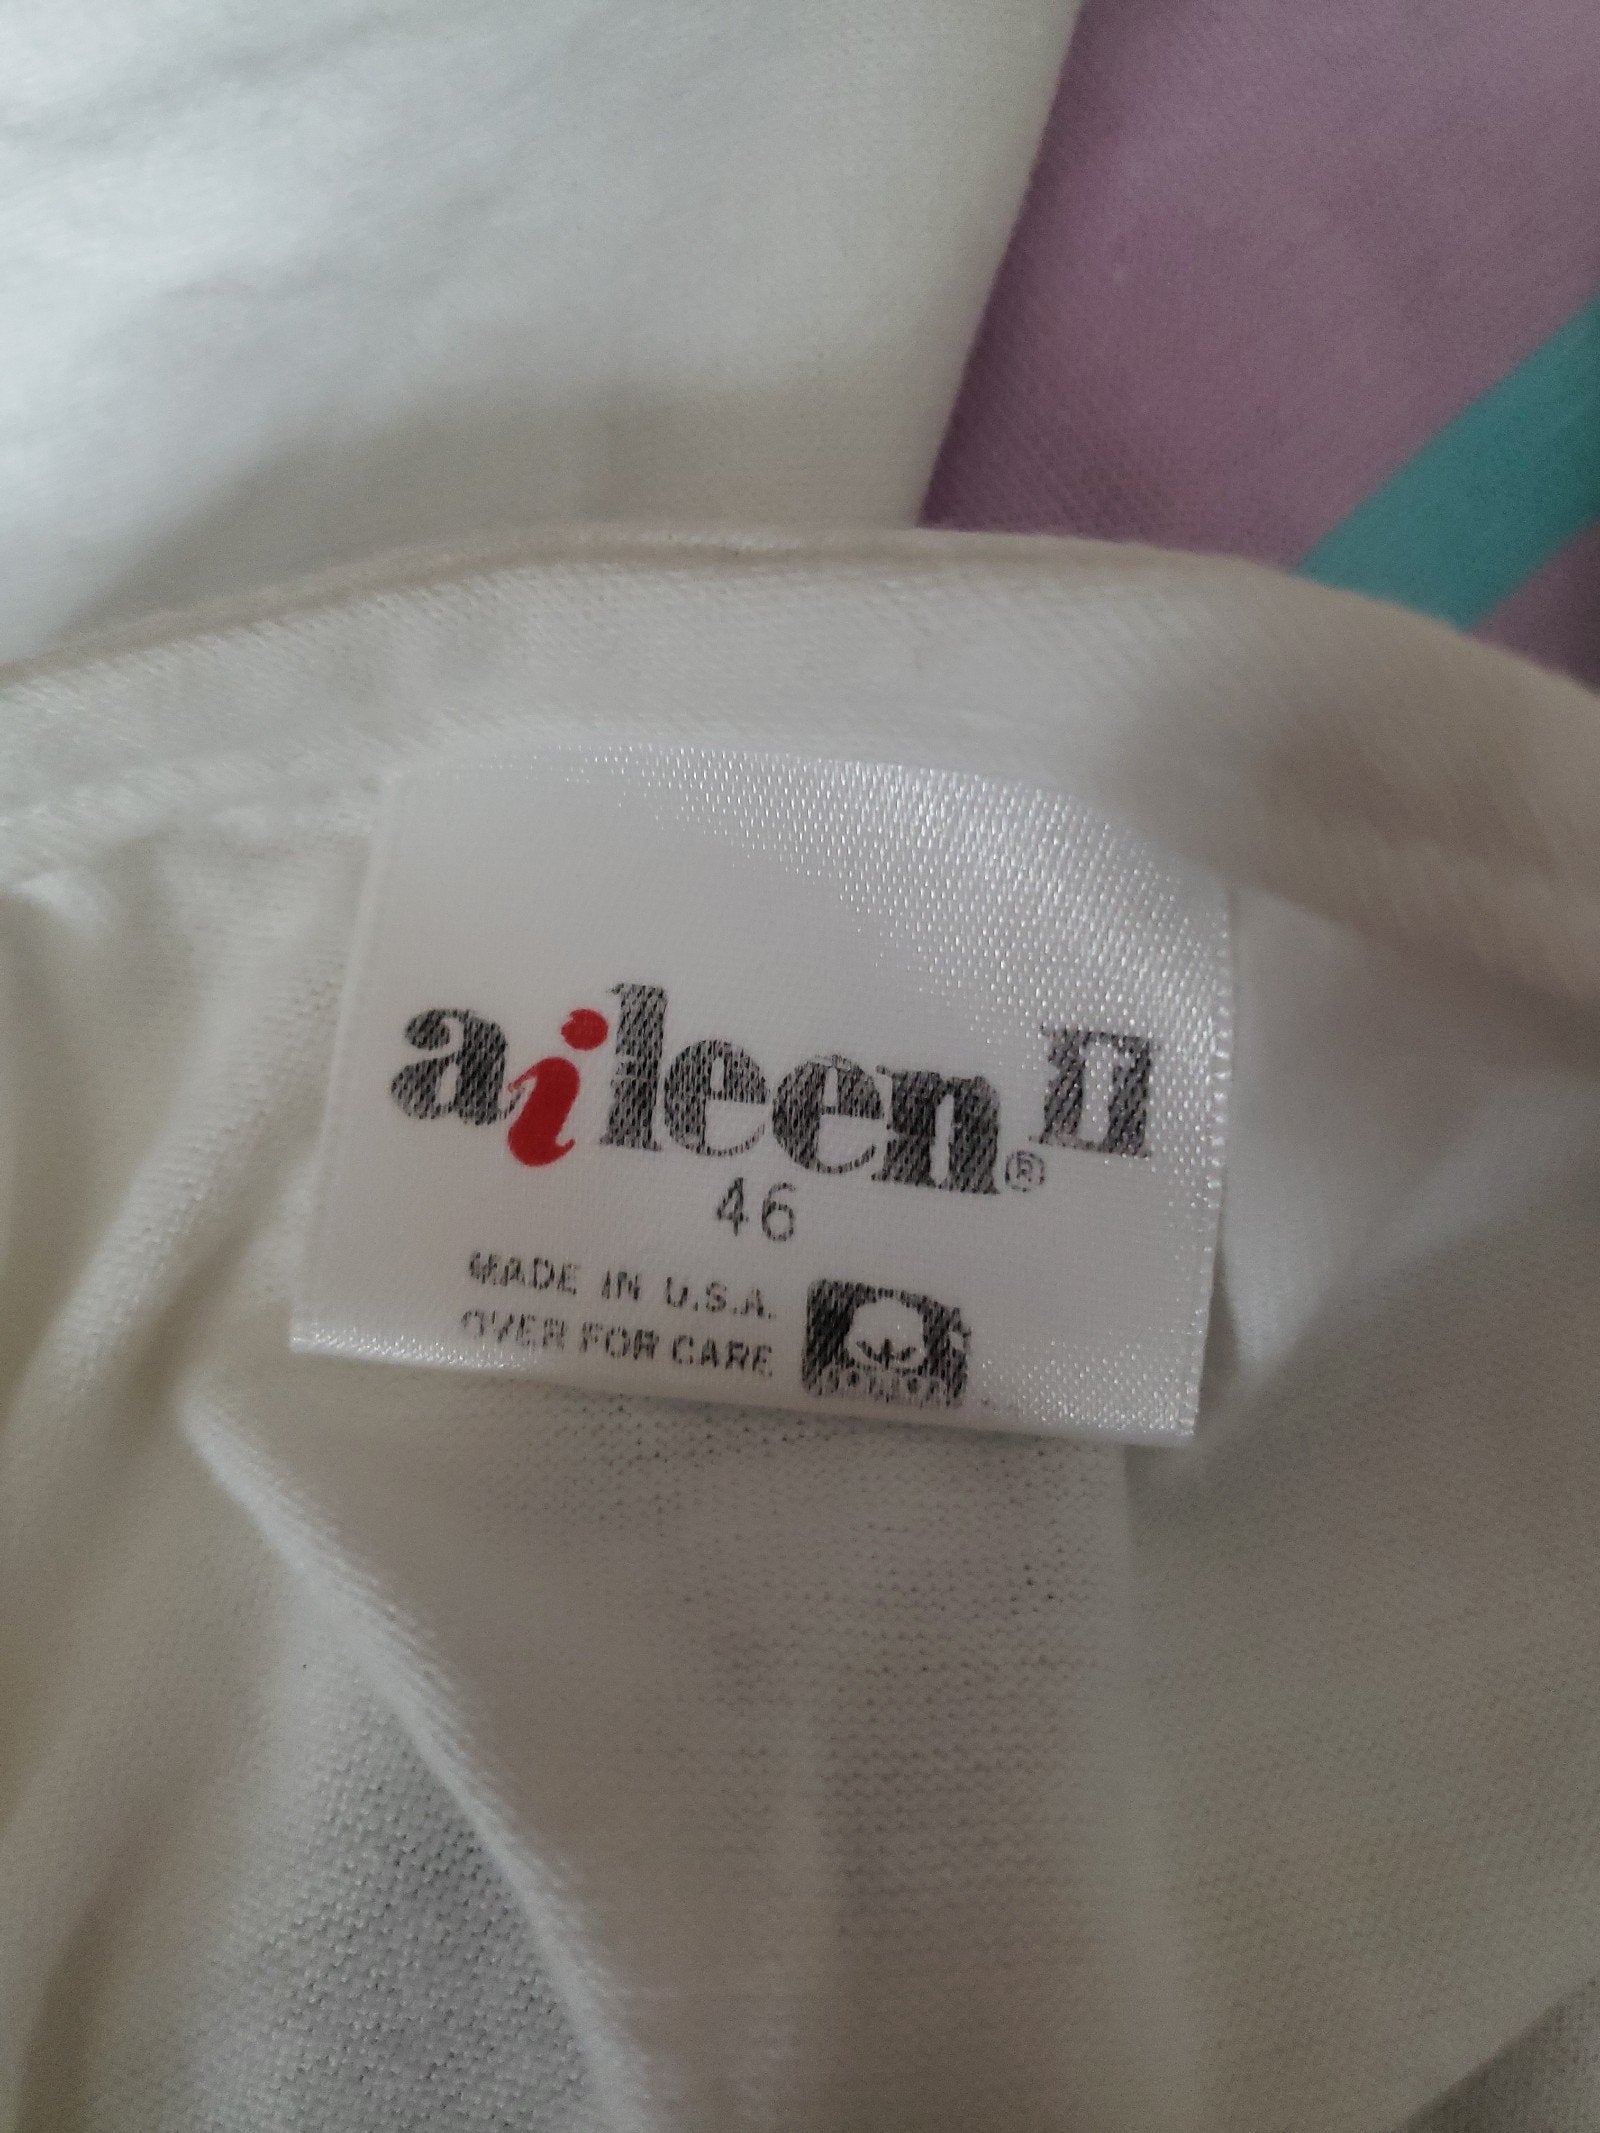 aileen II®
46
MADE IN U.S.A.
OVER FOR CARE